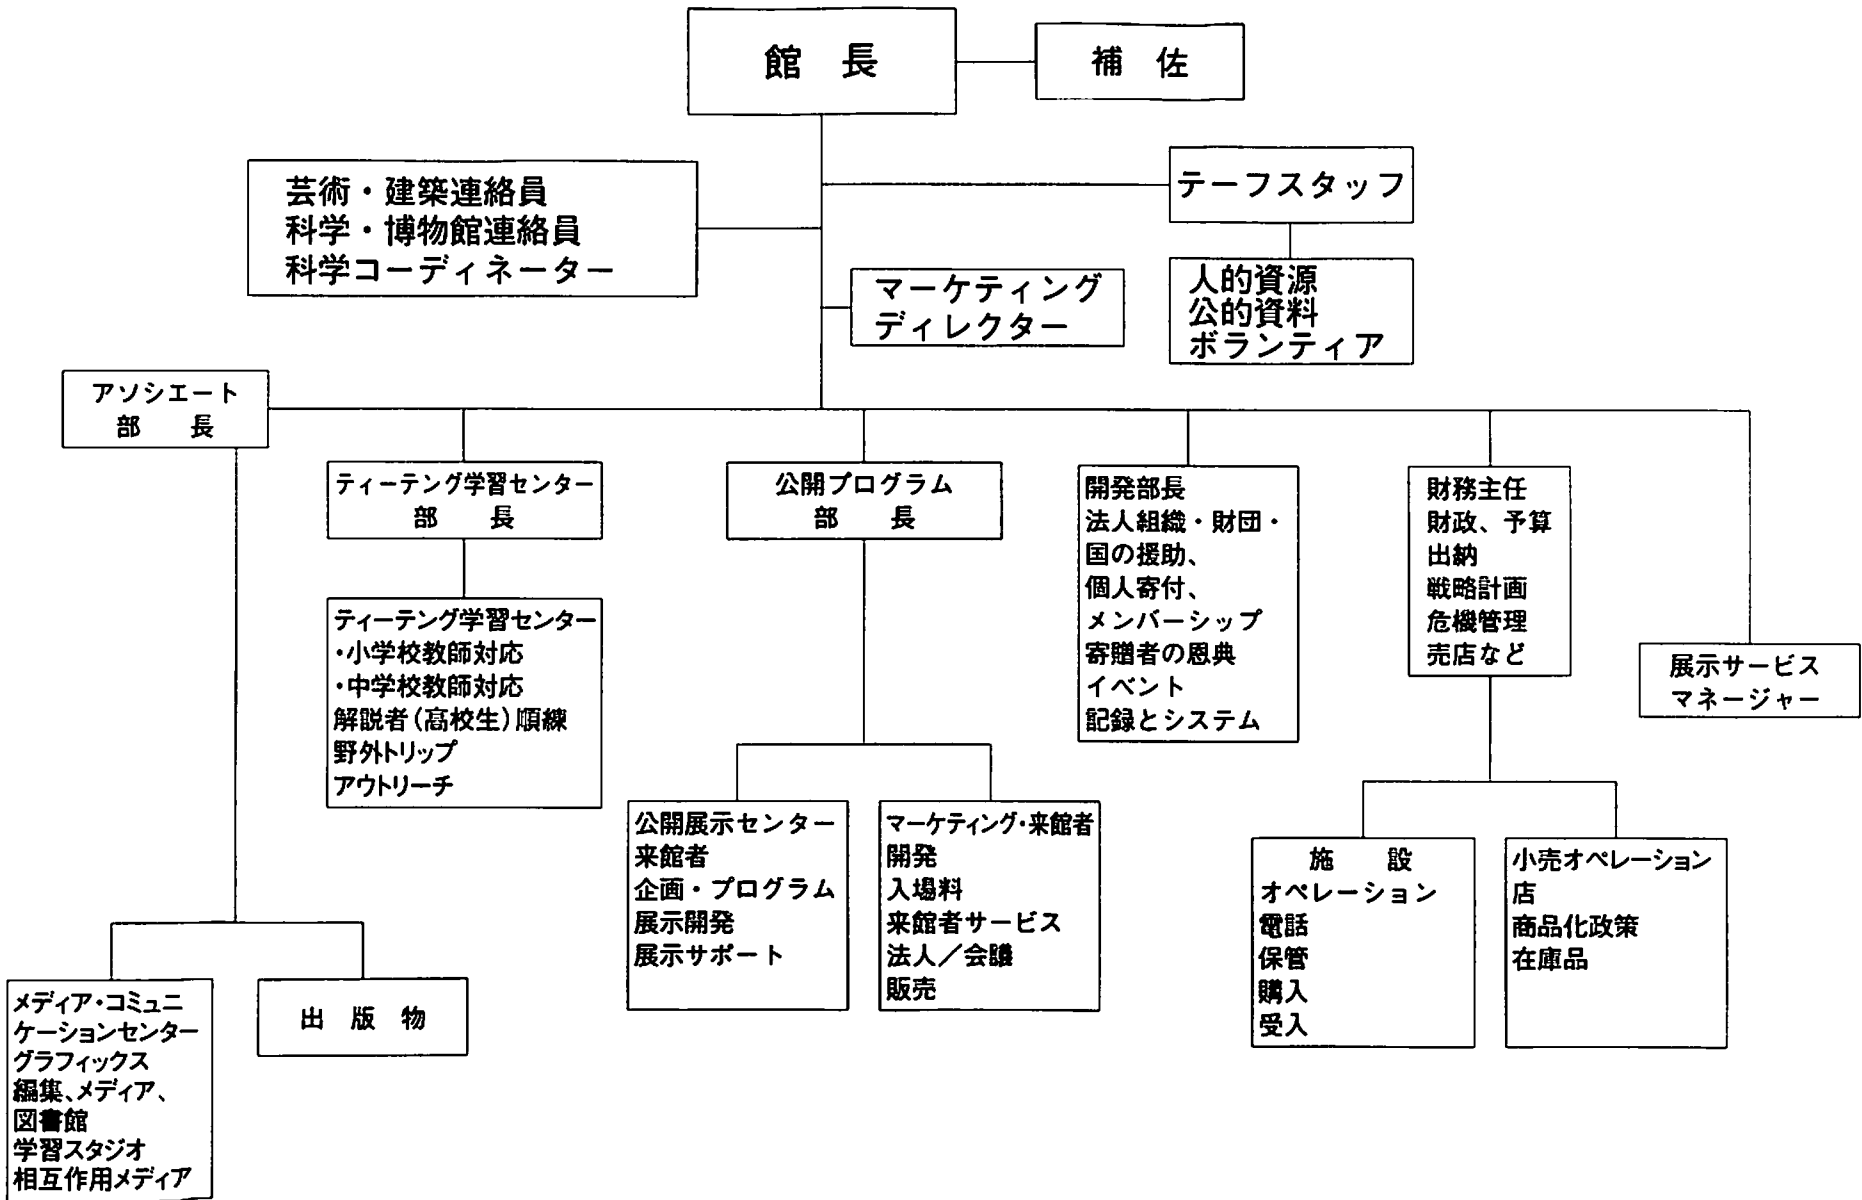 館 長
補 佐
芸術・建築連絡員
科学・博物館連絡員
科学コーディネーター
テーフスタッフ
人的資源
公的資料
ボランティア
マーケティング
ディレクター
アソシエート
部 長
ティーテング学習センター
部 長
ティーテング学習センター
・小学校教師対応
・中学校教師対応
解説者(高校生)順練
野外トリップ
アウトリーチ
公開プログラム
部 長
開発部長
法人組織・財団・
国の援助、
個人寄付、
メンバーシップ
寄贈者の恩典
イベント
記録とシステム
財務主任
財政、予算
出納
戦略計画
危機管理
売店など
展示サービス
マネージャー
公開展示センター
来館者
企画・プログラム
展示開発
展示サポート
マーケティング・来館者
開発
入場料
来館者サービス
法人/会議
販売
施 設
オペレーション
電話
保管
購入
受入
小売オペレーション
店
商品化政策
在庫品
メディア・コミュニ
ケーションセンター
グラフィックス
編集、メディア、
図書館
学習スタジオ
相互作用メディア
出 版 物